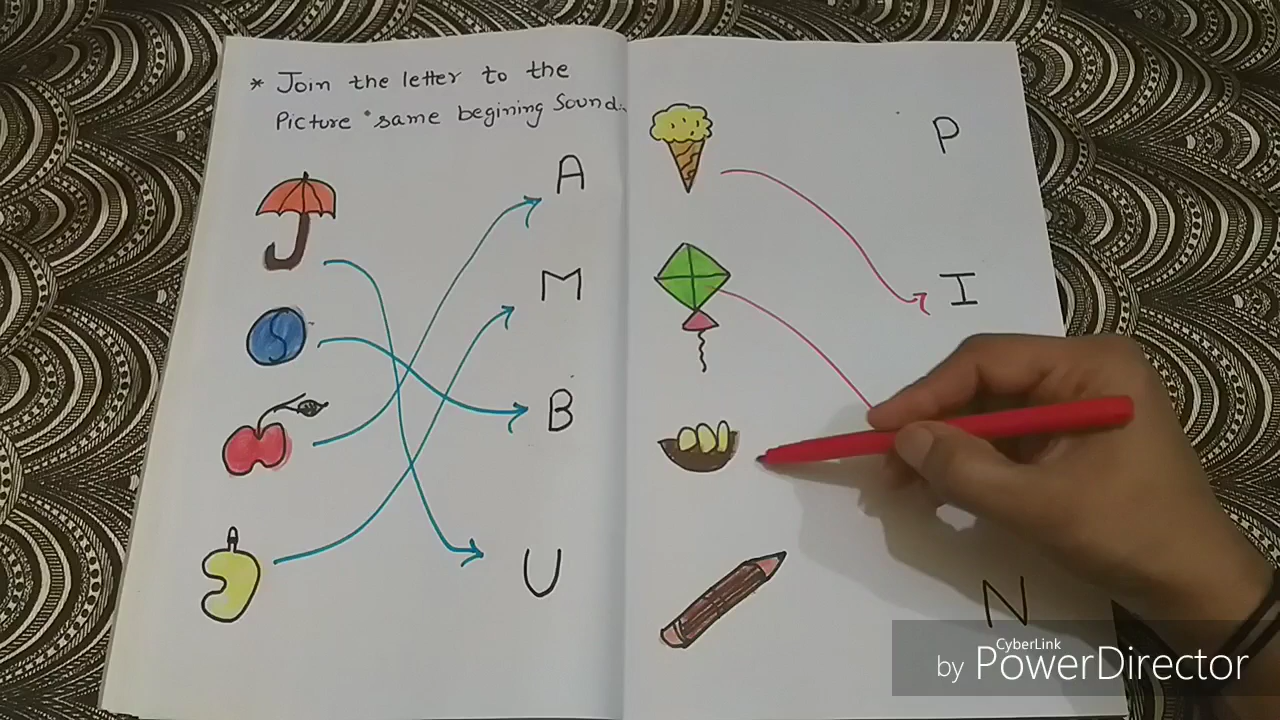 * Join the letter to the
Picture "same begining Sound.
A
M
B
U
P
I
N
CyberLink
by PowerDirector